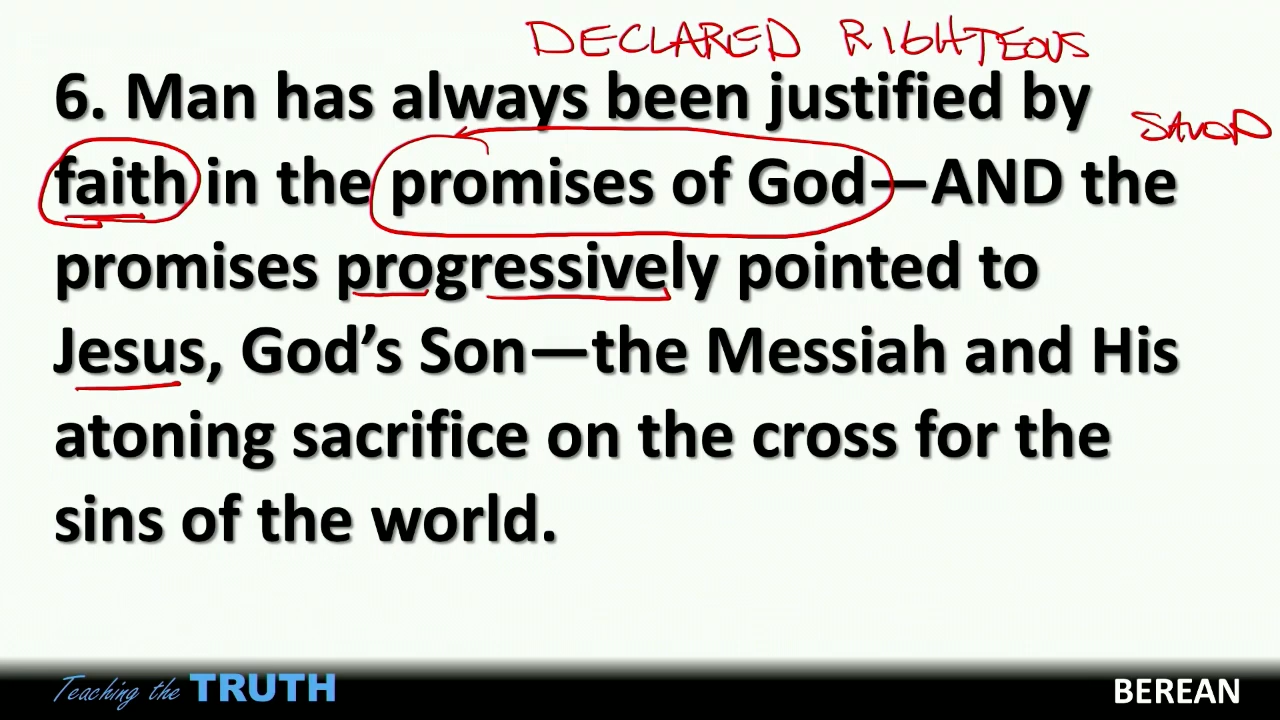 DECLARED RIGHTEOUS
6. Man has always been justified by
faith in the promises of God—AND the
promises progressively pointed to
Jesus, God’s Son—the Messiah and His
atoning sacrifice on the cross for the
sins of the world.
Teaching the TRUTH
BEREAN